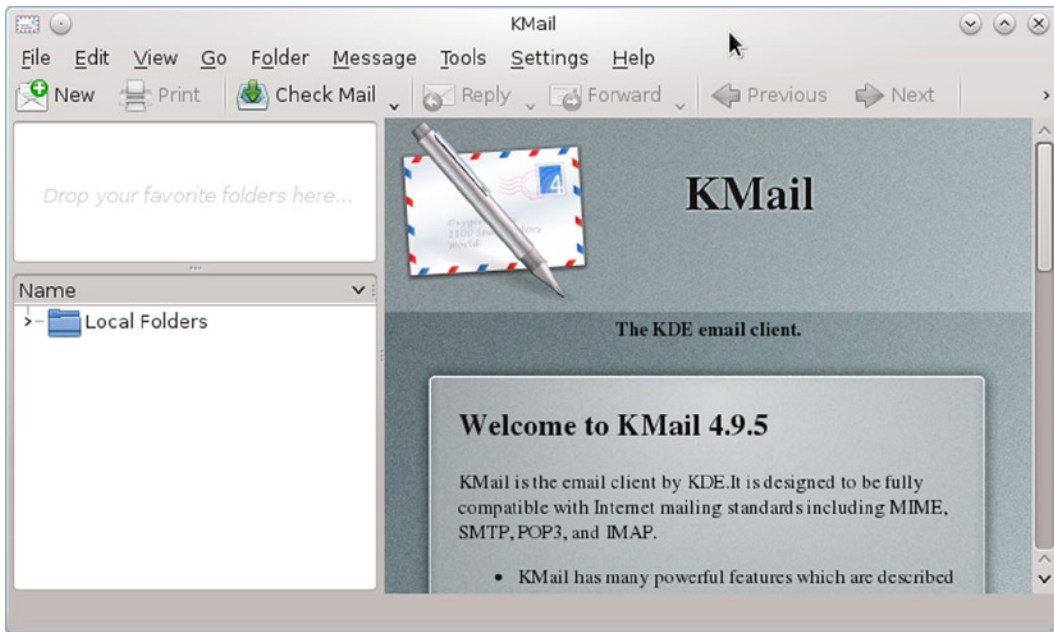 KMail
File Edit View Go Folder Message Tools Settings Help
New Print Check Mail Reply Forward Previous Next
Drop your favorite folders here...
Name
Local Folders
4
World
KMail
The KDE email client.
Welcome to KMail 4.9.5
KMail is the email client by KDE.It is designed to be fully
compatible with Internet mailing standards including MIME,
SMTP, POP3, and IMAP.
• KMail has many powerful features which are described